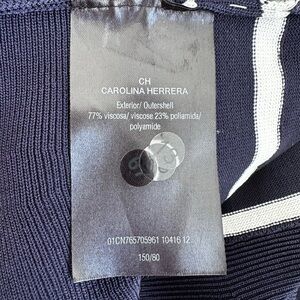 CH
CAROLINA HERRERA
Exterior/ Outershell
77% viscosa/ viscose 23% poliamida/
polyamide
01CN765705961 10416 12
150/80